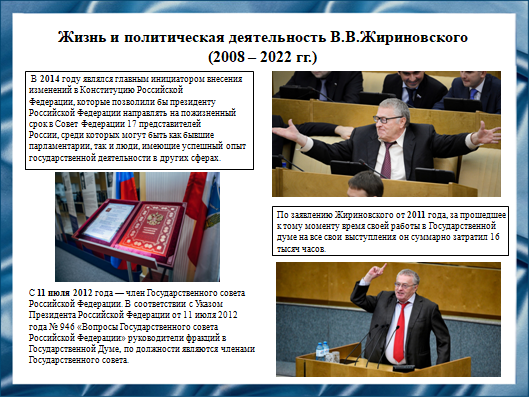 Жизнь и политическая деятельность В.В.Жириновского
(2008 – 2022 гг.)
В 2014 году являлся главным инициатором внесения
изменений в Конституцию Российской
Федерации, которые позволили бы президенту
Российской Федерации направлять на пожизненный
срок в Совет Федерации 17 представителей
России, среди которых могут быть как бывшие
парламентарии, так и люди, имеющие успешный опыт
государственной деятельности в других сферах.
По заявлению Жириновского от 2011 года, за прошедшее
к тому моменту время своей работы в Государственной
думе на все свои выступления он суммарно затратил 16
тысяч часов.
С 11 июля 2012 года — член Государственного совета
Российской Федерации. В соответствии с Указом
Президента Российской Федерации от 11 июля 2012
года № 946 «Вопросы Государственного совета
Российской Федерации» руководители фракций в
Государственной Думе, по должности являются членами
Государственного совета.